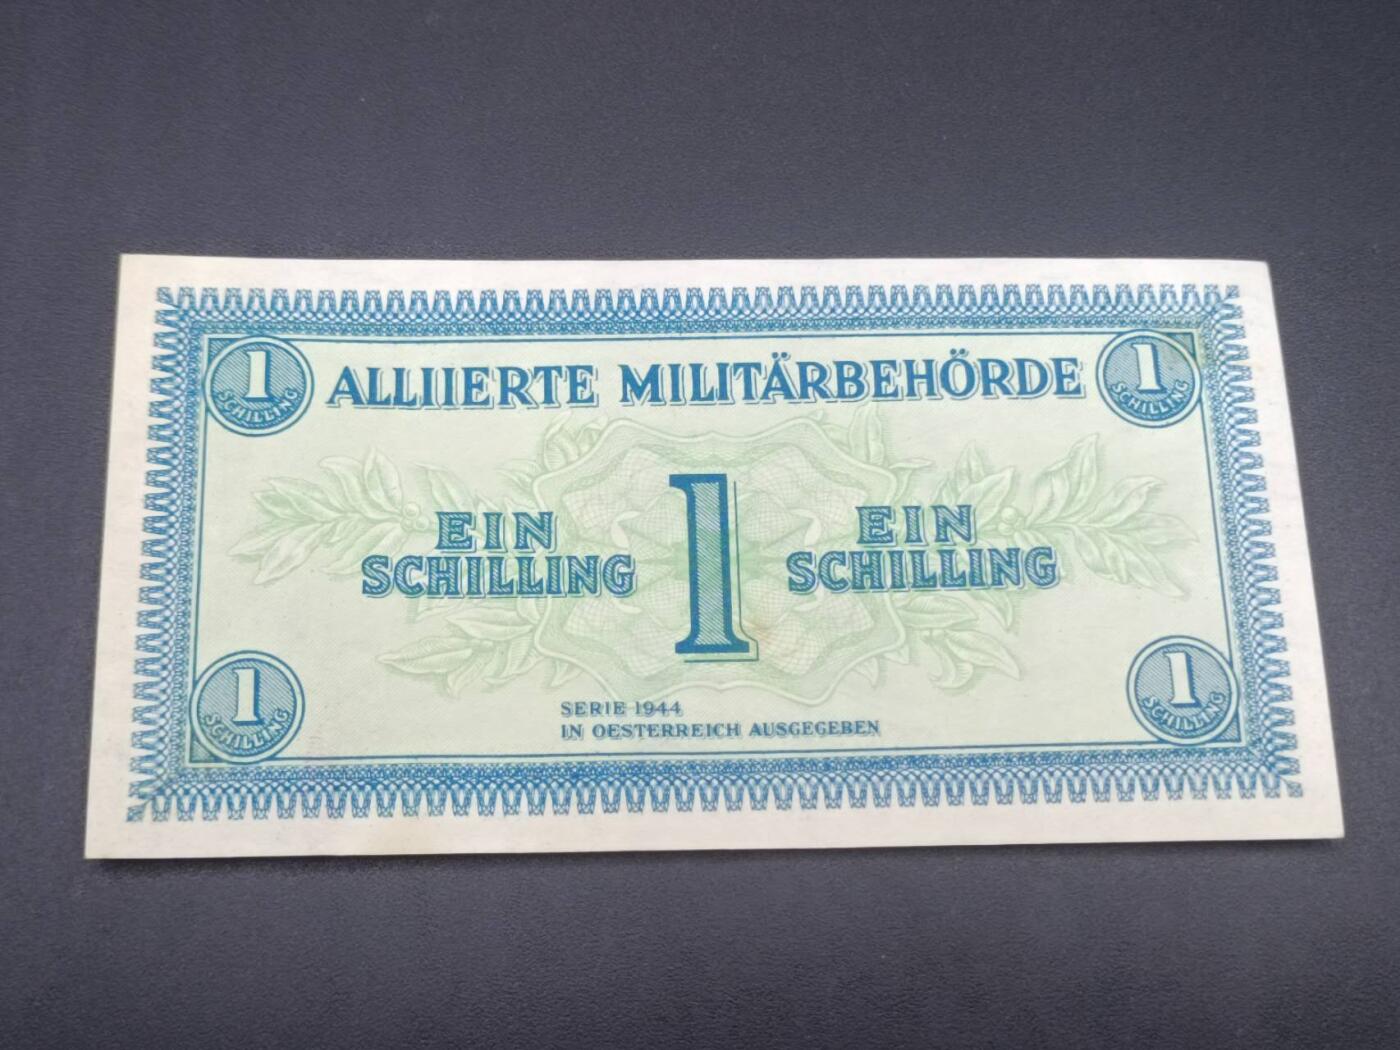 1 SCHILLING
ALLIIERTE MILITÄRBEHÖRDE
1 SCHILLING
EIN
SCHILLING
1
EIN
SCHILLING
1 SCHILLING
SERIE 1944
IN OESTERREICH AUSGEGEBEN
1 SCHILLING